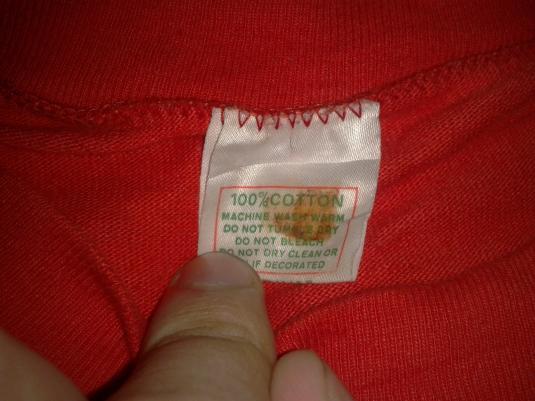 100% COTTON
MACHINE WASH WARM
DO NOT TUMBLE DRY
DO NOT BLEACH
DO NOT DRY CLEAN OR
IF DECORATED